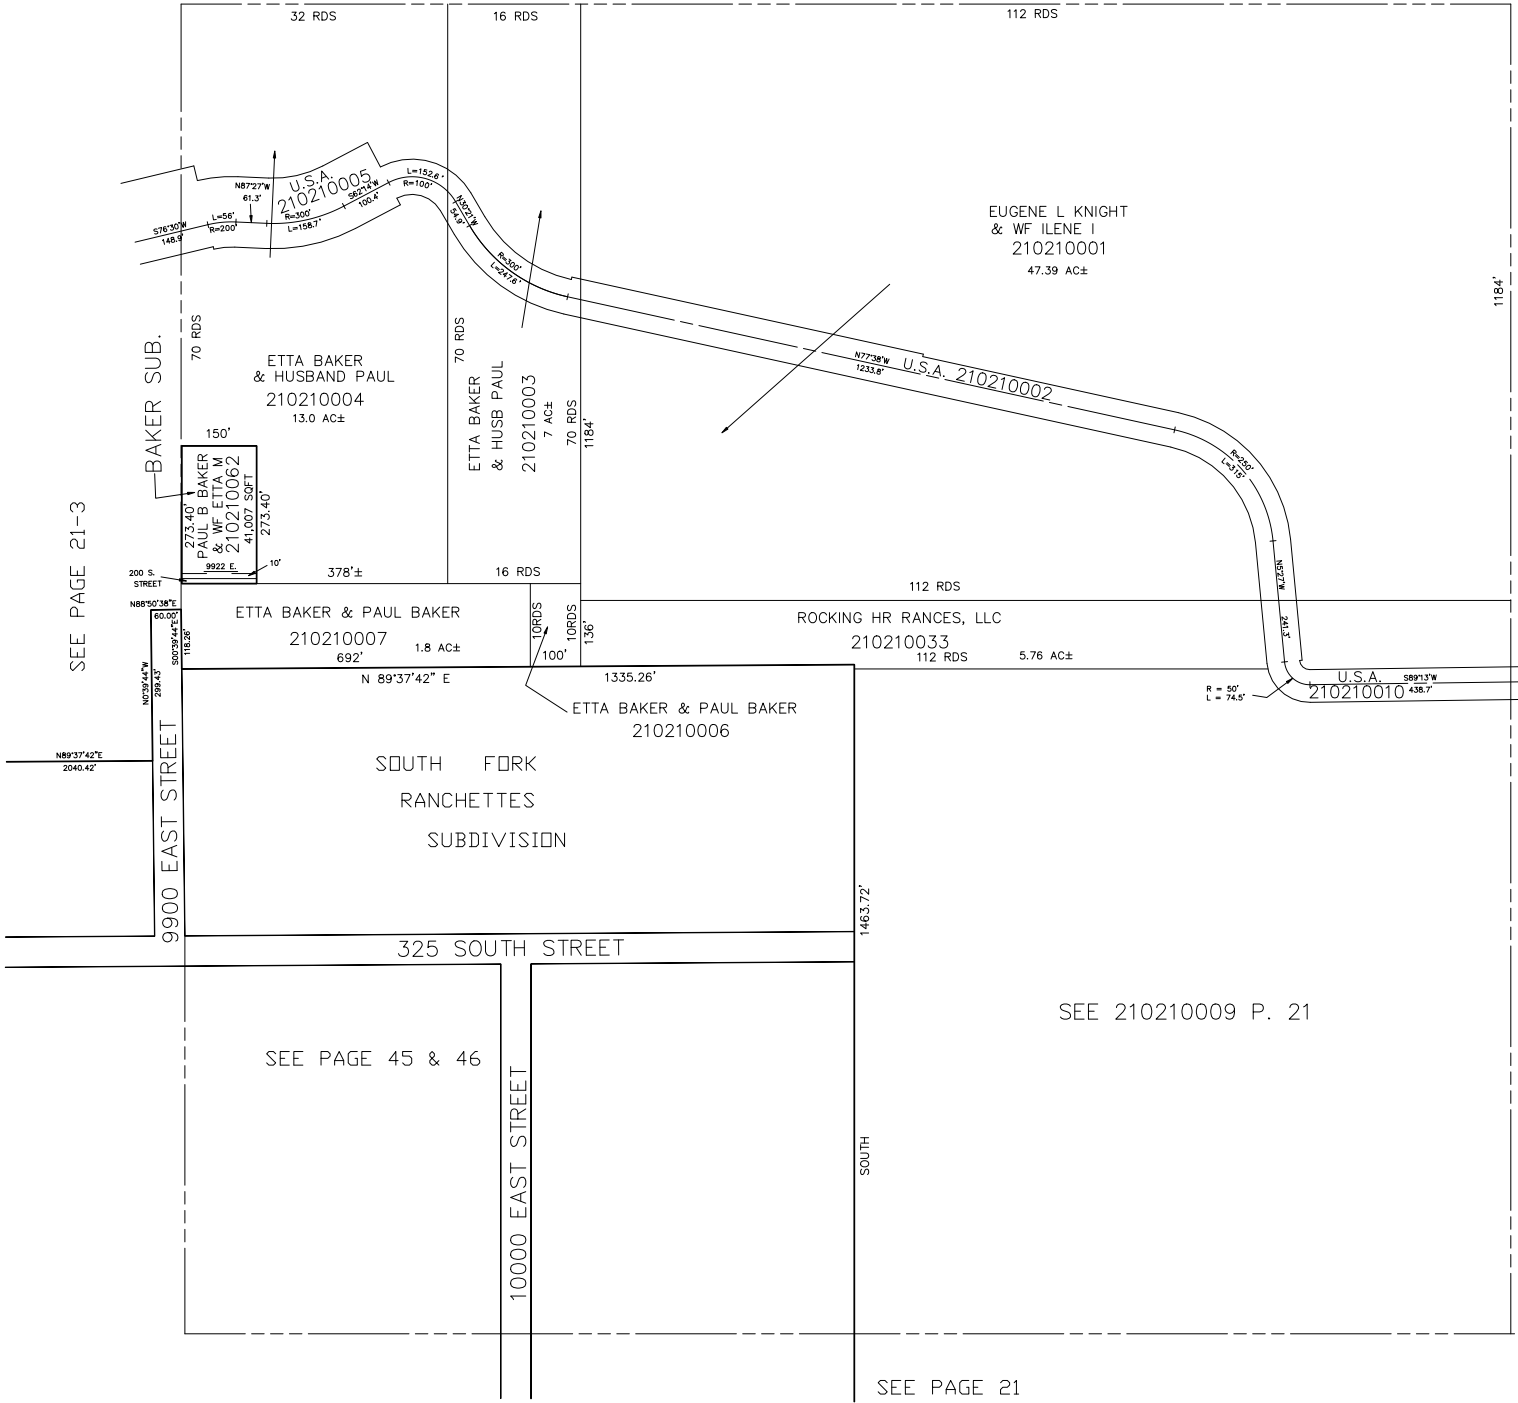 32 RDS
16 RDS
112 RDS
U.S.A.
210210005
N87°27'W
61.3'
S76°30'W
148.9'
L=56'
R=200'
R=300'
L=158.7'
S62°14'W
100.4'
L=152.6'
R=100'
N30°21'W
54.9'
R=300'
L=247.6'
EUGENE L KNIGHT
& WF ILENE I
210210001
47.39 AC±
1184'
70 RDS
70 RDS
70 RDS
1184'
BAKER SUB.
ETTA BAKER
& HUSBAND PAUL
210210004
13.0 AC±
ETTA BAKER
& HUSB PAUL
210210003
7 AC±
N77°38'W
1233.8'
U.S.A. 210210002
R=250'
L=315'
N5°27'W
241.3'
150'
273.40'
PAUL B BAKER
& WF ETTA M
210210062
41,007 SQFT
273.40'
9922 E.
10'
200 S.
STREET
378'±
16 RDS
112 RDS
SEE PAGE 21-3
N88°50'38"E
60.00'
S00°39'44"E
118.26'
N0°39'44"W
299.43'
ETTA BAKER & PAUL BAKER
210210007
1.8 AC±
692'
10RDS
10RDS
136'
100'
ROCKING HR RANCES, LLC
210210033
112 RDS
5.76 AC±
N 89°37'42" E
1335.26'
R = 50'
L = 74.5'
U.S.A.
210210010
S89°13'W
438.7'
ETTA BAKER & PAUL BAKER
210210006
N89°37'42"E
2040.42'
SOUTH FORK
RANCHETTES
SUBDIVISION
9900 EAST STREET
1463.72'
325 SOUTH STREET
SEE 210210009 P. 21
SEE PAGE 45 & 46
10000 EAST STREET
SOUTH
SEE PAGE 21